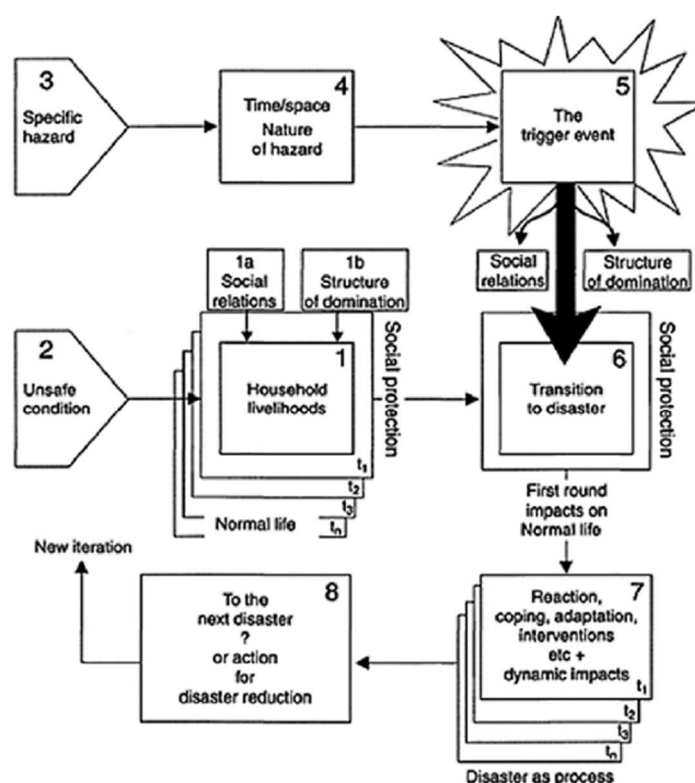 3
Specific
hazard
4
Time/space
Nature
of hazard
5
The
trigger event
Social
relations
Structure
of domination
1a
Social
relations
1b
Structure
of domination
2
Unsafe
condition
1
Household
livelihoods
Social protection
t1
t2
t3
tn
Normal life
6
Transition
to disaster
Social protection
First round
impacts on
Normal life
New iteration
8
To the
next disaster
?
or action
for
disaster reduction
7
Reaction,
coping, adaptation,
interventions
etc +
dynamic impacts
t1
t2
t3
tn
Disaster as process